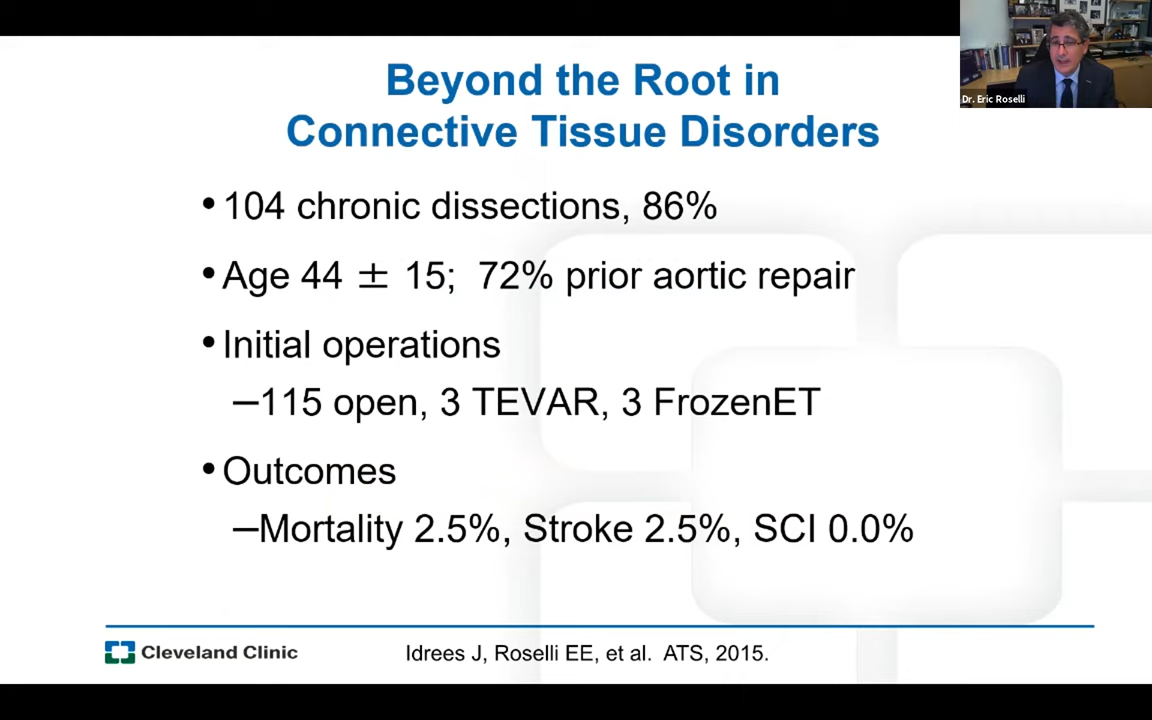 Dr. Eric Roselli
Beyond the Root in
Connective Tissue Disorders
•104 chronic dissections, 86%
•Age 44 ± 15; 72% prior aortic repair
•Initial operations
–115 open, 3 TEVAR, 3 FrozenET
•Outcomes
–Mortality 2.5%, Stroke 2.5%, SCI 0.0%
Cleveland Clinic
Idrees J, Roselli EE, et al. ATS, 2015.